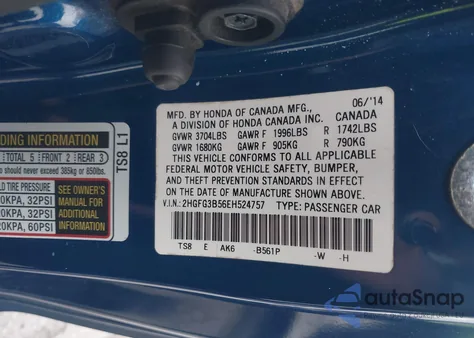 MFD. BY HONDA OF CANADA MFG., 06/'14
A DIVISION OF HONDA CANADA INC. CANADA
GVWR 3704LBS GAWR F 1996LBS R 1742LBS
GVWR 1680KG GAWR F 905KG R 790KG
THIS VEHICLE CONFORMS TO ALL APPLICABLE
FEDERAL MOTOR VEHICLE SAFETY, BUMPER,
AND THEFT PREVENTION STANDARDS IN EFFECT
ON THE DATE OF MANUFACTURE SHOWN ABOVE.
V.I.N.: 2HGFG3B56EH524757 TYPE: PASSENGER CAR
TS8 E AK6 -B561P -W -H
DING INFORMATION
TOTAL 5 FRONT 2 REAR 3
should never exceed 385kg or 850lbs.
TIRE PRESSURE
0KPA, 32PSI
0KPA, 32PSI
0KPA, 60PSI
SEE OWNER'S
MANUAL FOR
ADDITIONAL
INFORMATION
TS8 L1
autoSnap